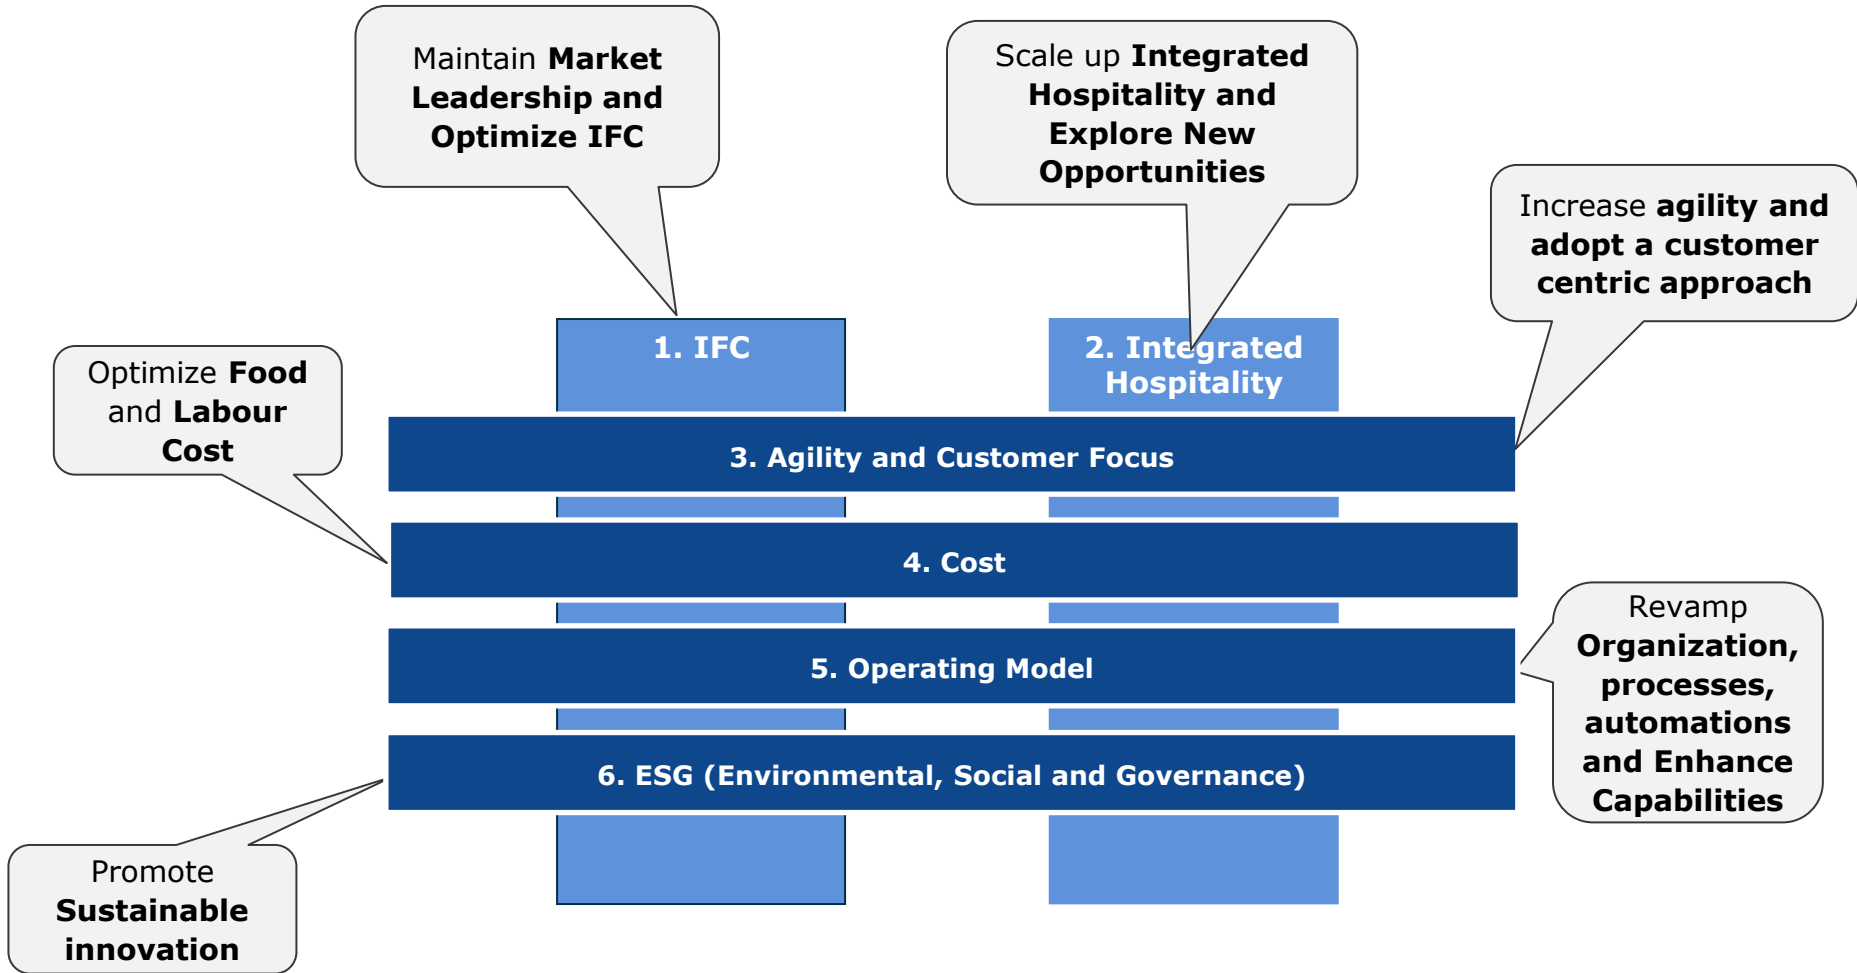 Maintain Market
Leadership and
Optimize IFC
Scale up Integrated
Hospitality and
Explore New
Opportunities
Increase agility and
adopt a customer
centric approach
1. IFC
2. Integrated
Hospitality
Optimize Food
and Labour
Cost
3. Agility and Customer Focus
4. Cost
5. Operating Model
Revamp
Organization,
processes,
automations
and Enhance
Capabilities
6. ESG (Environmental, Social and Governance)
Promote
Sustainable
innovation